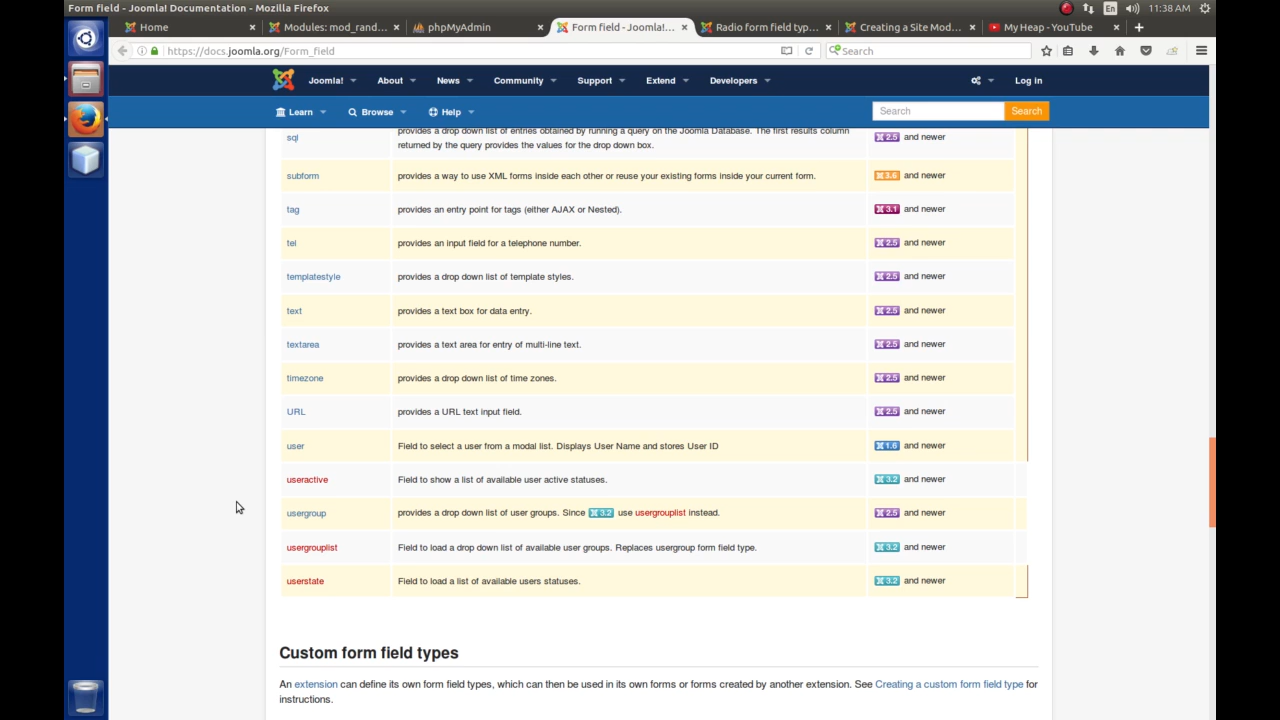 Form field - Joomla! Documentation - Mozilla Firefox
En
11:38 AM
Home
Modules: mod_rand...
phpMyAdmin
Form field - Joomla!...
Radio form field typ...
Creating a Site Mod...
My Heap - YouTube
https://docs.joomla.org/Form_field
Search
Joomla!
About
News
Community
Support
Extend
Developers
Log in
Learn
Browse
Help
Search
Search
sql
provides a drop down list of entries obtained by running a query on the Joomla Database. The first results column
returned by the query provides the values for the drop down box.
2.5 and newer
subform
provides a way to use XML forms inside each other or reuse your existing forms inside your current form.
3.6 and newer
tag
provides an entry point for tags (either AJAX or Nested).
3.1 and newer
tel
provides an input field for a telephone number.
2.5 and newer
templatestyle
provides a drop down list of template styles.
2.5 and newer
text
provides a text box for data entry.
2.5 and newer
textarea
provides a text area for entry of multi-line text.
2.5 and newer
timezone
provides a drop down list of time zones.
2.5 and newer
URL
provides a URL text input field.
2.5 and newer
user
Field to select a user from a modal list. Displays User Name and stores User ID
1.6 and newer
useractive
Field to show a list of available user active statuses.
3.2 and newer
usergroup
provides a drop down list of user groups. Since 3.2 use usergrouplist instead.
2.5 and newer
usergrouplist
Field to load a drop down list of available user groups. Replaces usergroup form field type.
3.2 and newer
userstate
Field to load a list of available users statuses.
3.2 and newer
Custom form field types
An extension can define its own form field types, which can then be used in its own forms or forms created by another extension. See Creating a custom form field type for
instructions.